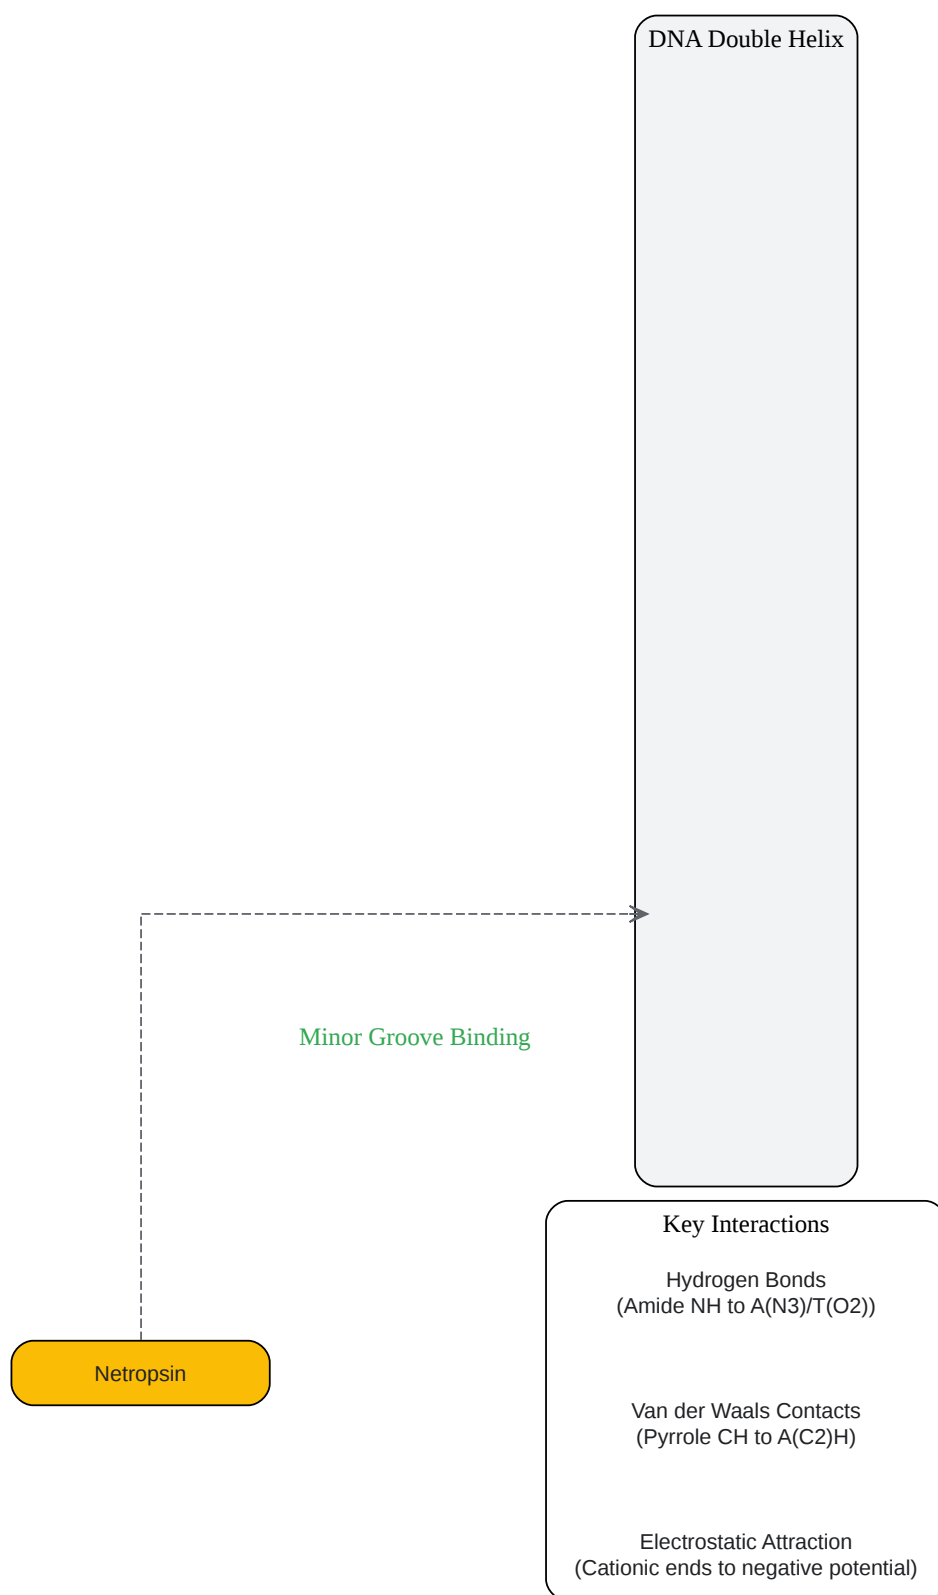 DNA Double Helix
Minor Groove Binding
Key Interactions
Hydrogen Bonds
(Amide NH to A(N3)/T(O2))
Netropsin
Van der Waals Contacts
(Pyrrole CH to A(C2)H)
Electrostatic Attraction
(Cationic ends to negative potential)